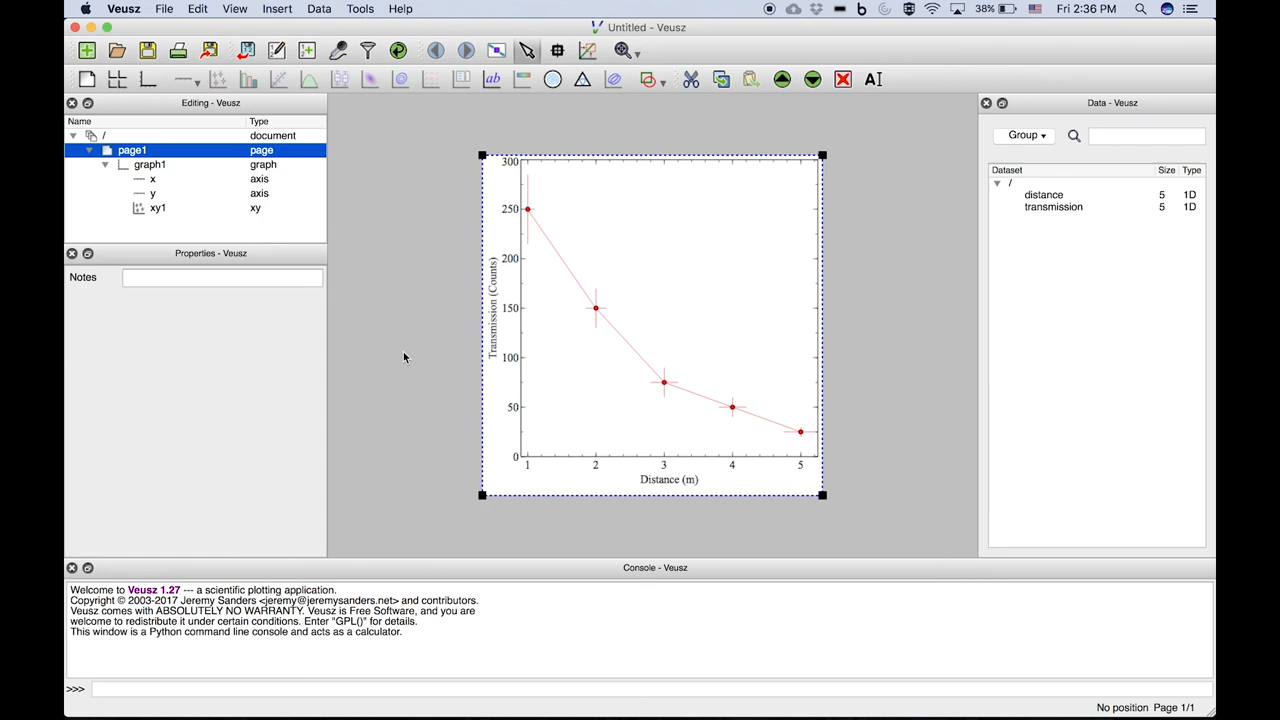 Veusz File Edit View Insert Data Tools Help 38% Fri 2:36 PM
Untitled - Veusz
ab AI
Editing - Veusz
Name Type
/ document
page1 page
graph1 graph
x axis
y axis
xy1 xy
Properties - Veusz
Notes
300
250
200
150
100
50
0
Transmission (Counts)
1 2 3 4 5
Distance (m)
Data - Veusz
Group
Dataset Size Type
/
distance 5 1D
transmission 5 1D
Console - Veusz
Welcome to Veusz 1.27 --- a scientific plotting application.
Copyright © 2003-2017 Jeremy Sanders <jeremy@jeremysanders.net> and contributors.
Veusz comes with ABSOLUTELY NO WARRANTY. Veusz is Free Software, and you are
welcome to redistribute it under certain conditions. Enter "GPL()" for details.
This window is a Python command line console and acts as a calculator.
>>>
No position Page 1/1